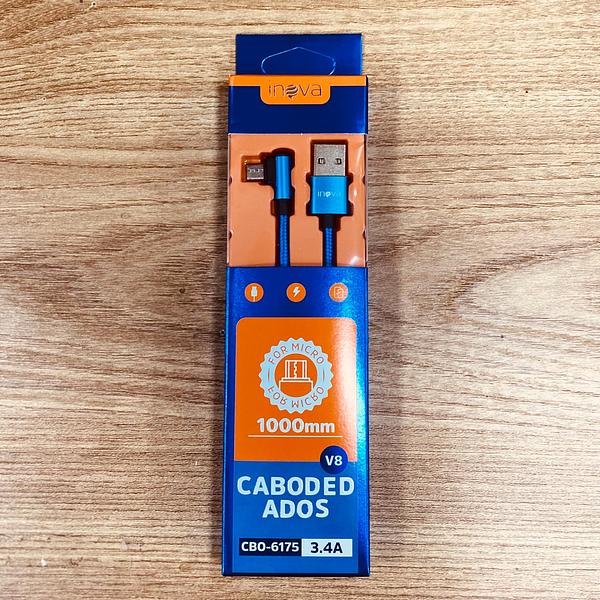 inova
inova
FOR MICRO
FOR MICRO
1000mm
V8
CABODED
ADOS
CBO-6175 3.4A